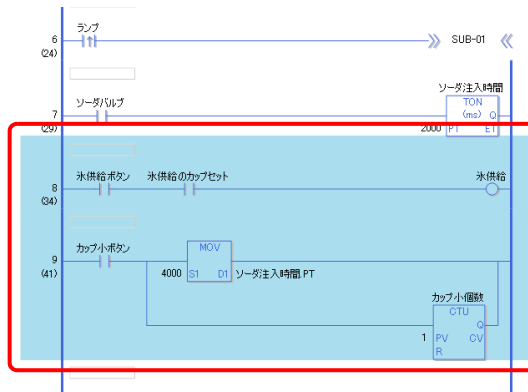 ランプ
6
(24)
SUB-01
ソーダ注入時間
ソーダバルブ
TON
(ms) Q
7
(29)
2000 PT ET
氷供給ボタン 氷供給のカップセット 氷供給
8
(34)
カップ小ボタン
MOV
9
(41)
4000 S1 D1 ソーダ注入時間.PT
カップ小個数
CTU
Q
1 PV CV
R